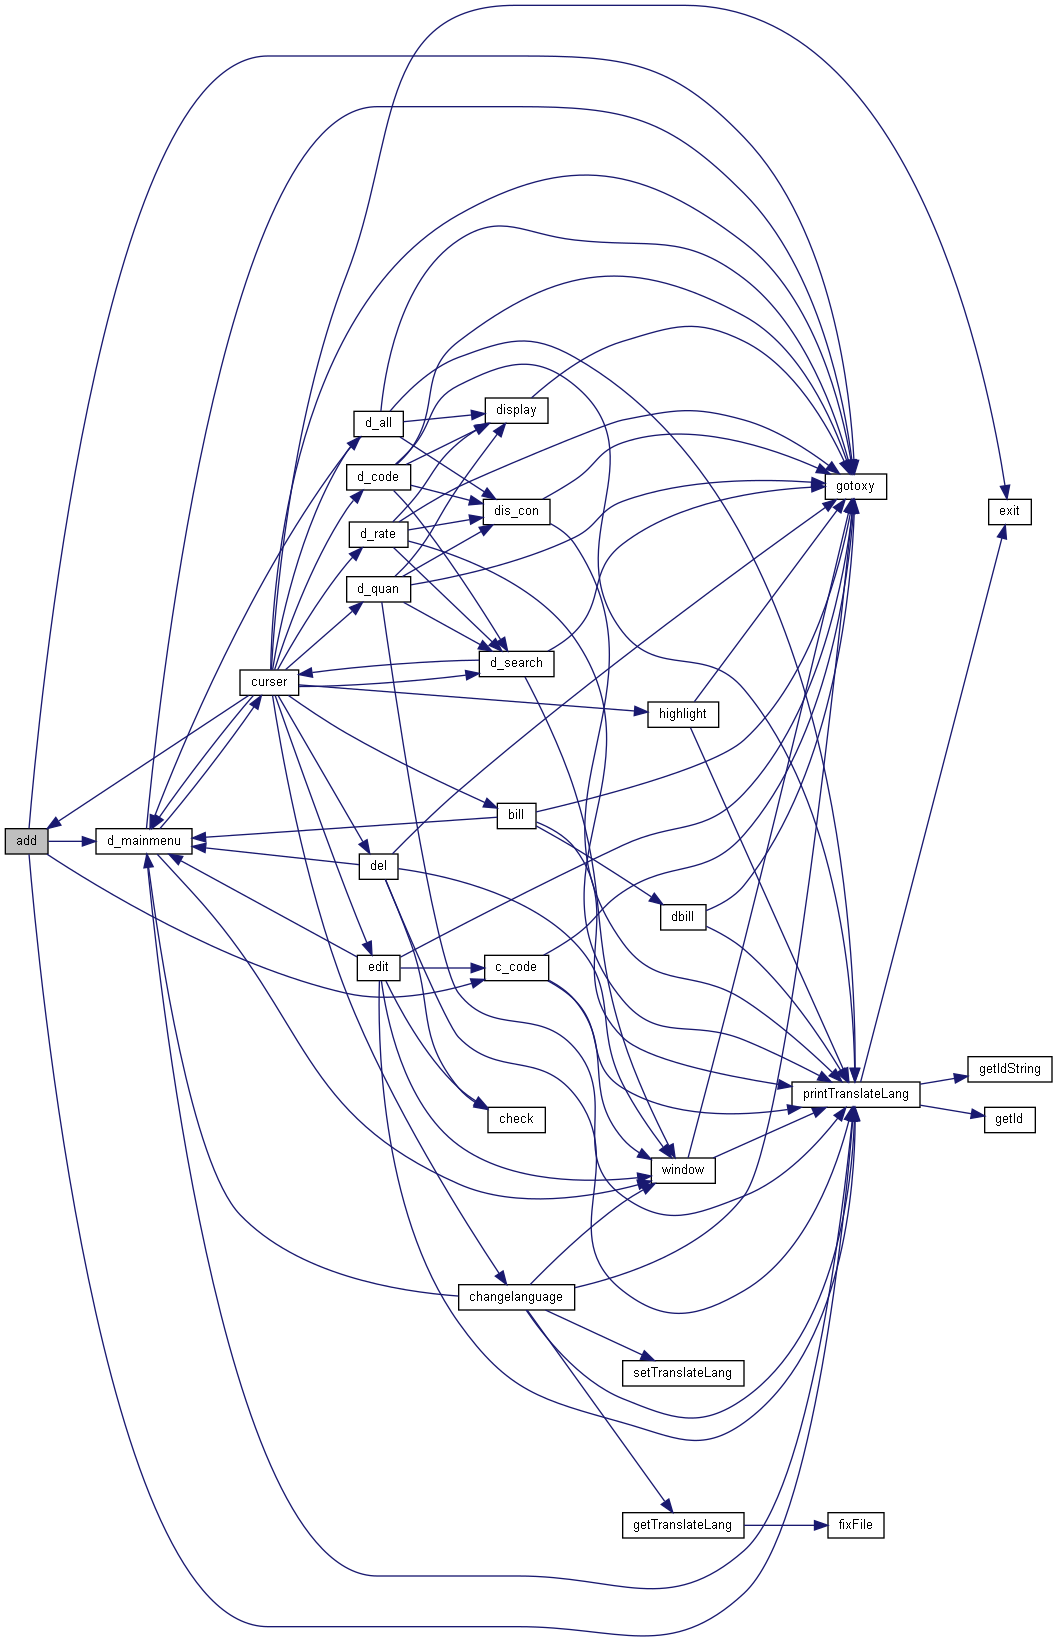 add
d_mainmenu
curser
d_all
d_code
d_rate
d_quan
del
edit
display
dis_con
d_search
bill
c_code
check
changelanguage
highlight
dbill
window
setTranslateLang
getTranslateLang
gotoxy
printTranslateLang
fixFile
exit
getIdString
getId